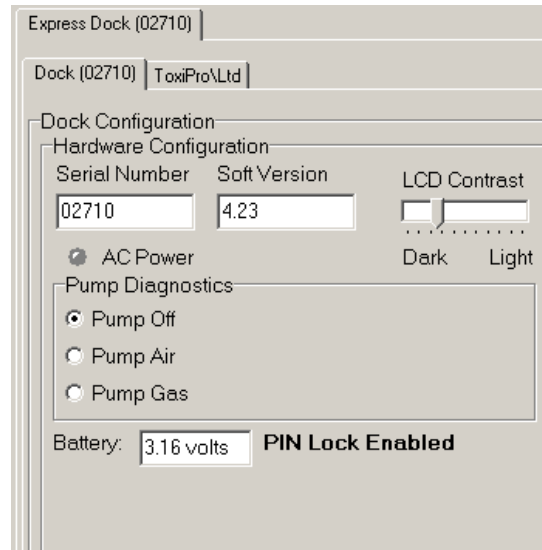 Express Dock (02710)
Dock (02710) ToxiPro\Ltd
Dock Configuration
Hardware Configuration
Serial Number Soft Version LCD Contrast
02710 4.23
AC Power Dark Light
Pump Diagnostics
Pump Off
Pump Air
Pump Gas
Battery: 3.16 volts PIN Lock Enabled